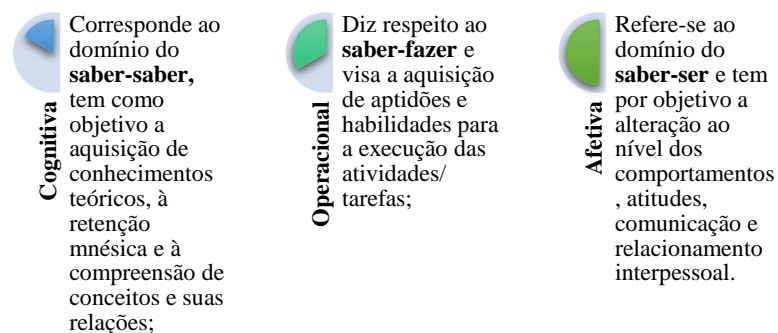 Cognitiva
Corresponde ao
domínio do
saber-saber,
tem como
objetivo a
aquisição de
conhecimentos
teóricos, à
retenção
mnésica e à
compreensão de
conceitos e suas
relações;
Operacional
Diz respeito ao
saber-fazer e
visa a aquisição
de aptidões e
habilidades para
a execução das
atividades/
tarefas;
Afetiva
Refere-se ao
domínio do
saber-ser e tem
por objetivo a
alteração ao
nível dos
comportamentos
, atitudes,
comunicação e
relacionamento
interpessoal.